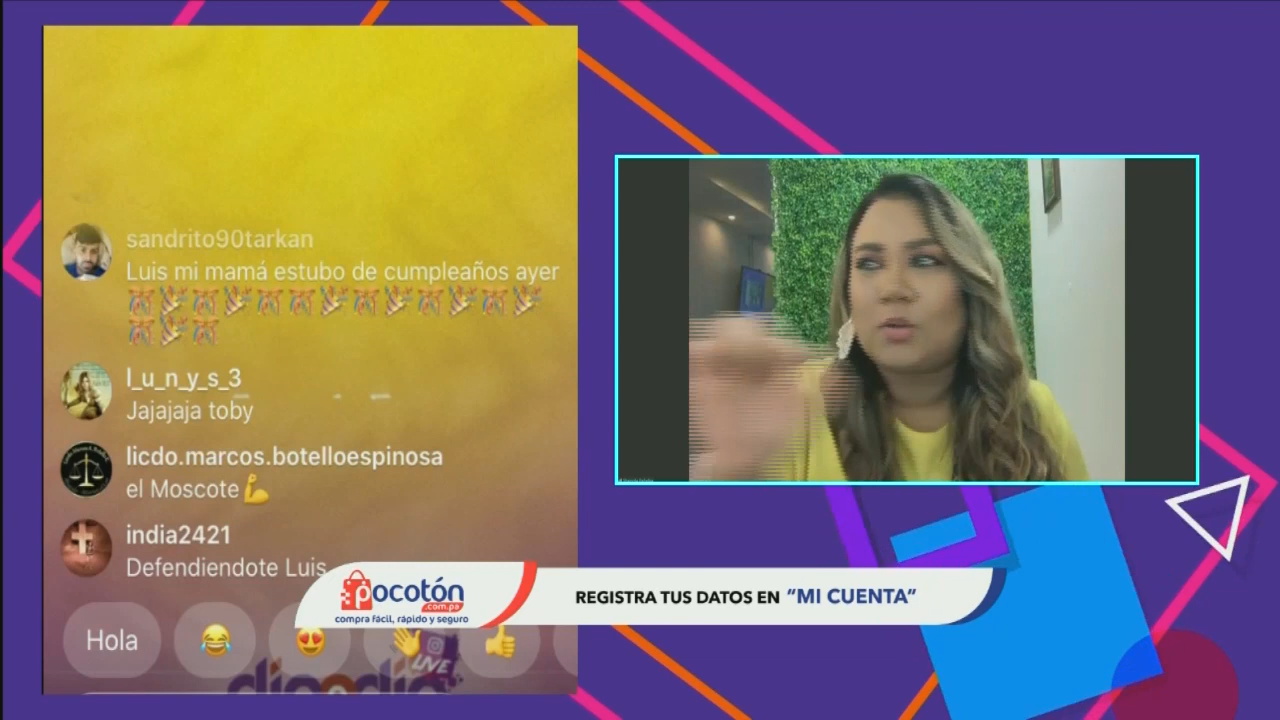 sandrito90tarkan
Luis mi mamá estubo de cumpleaños ayer
l_u_n_y_s_3
Jajajaja toby
licdo.marcos.botelloespinosa
el Moscote
india2421
Defendiendote Luis
Hola
pocotón
.com.pa
compra fácil, rápido y seguro
REGISTRA TUS DATOS EN “MI CUENTA”
LIVE